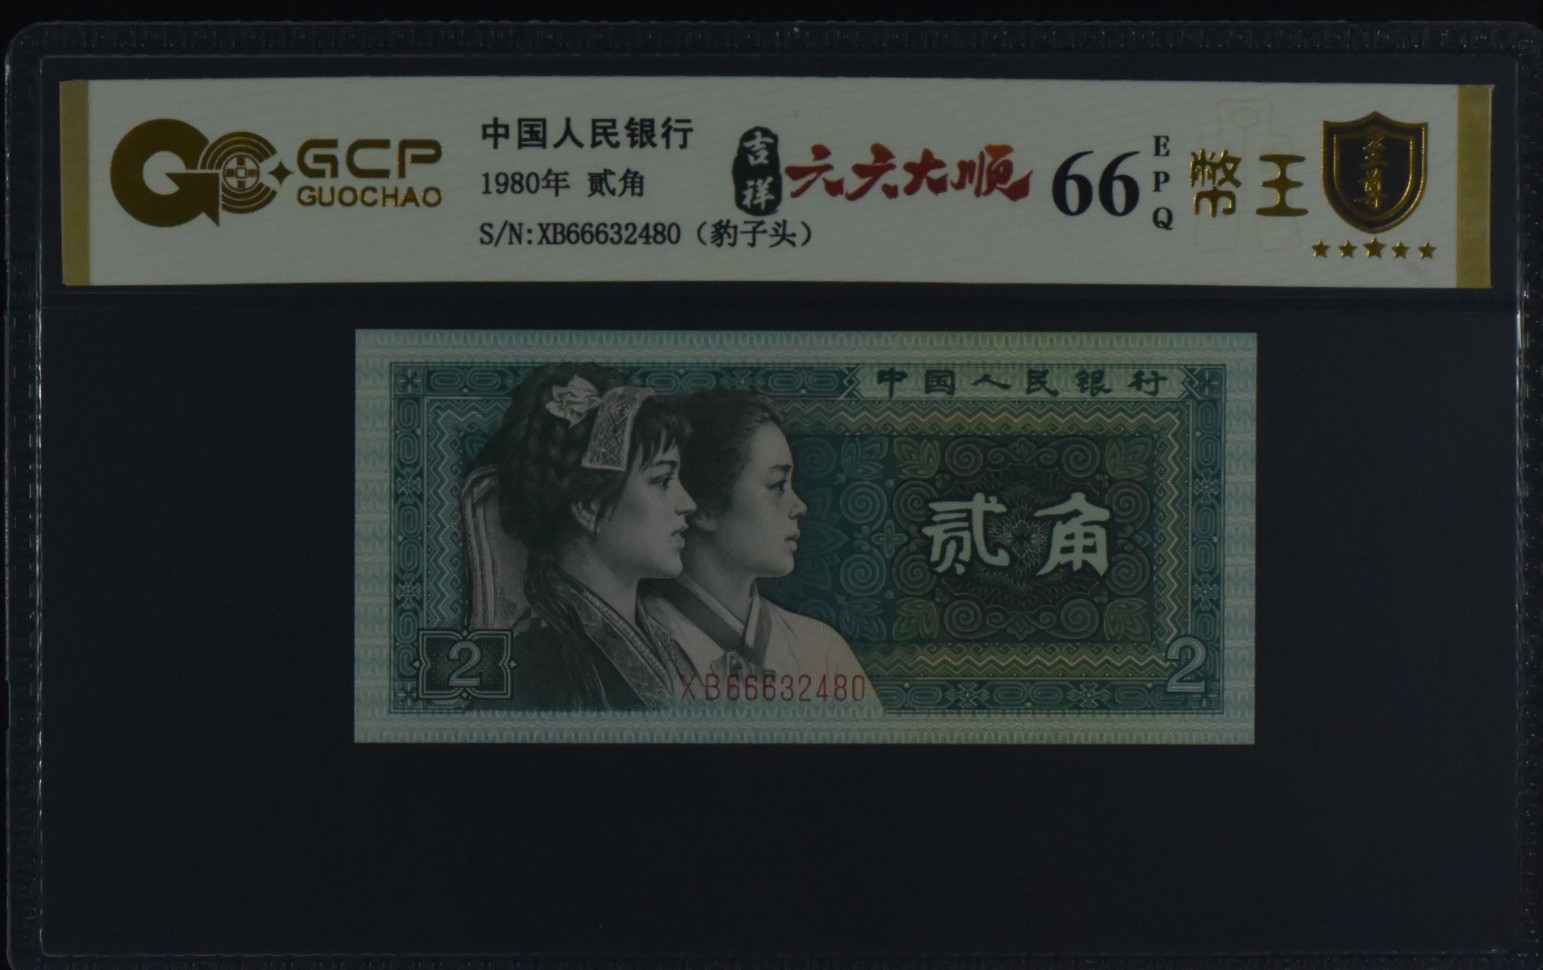 GCP
GUOCHAO
中国人民银行
1980年 贰角
S/N:XB66632480（豹子头）
吉祥
六六大顺
66
EPQ
幣王
至尊
中国人民银行
贰角
2
2
XB66632480